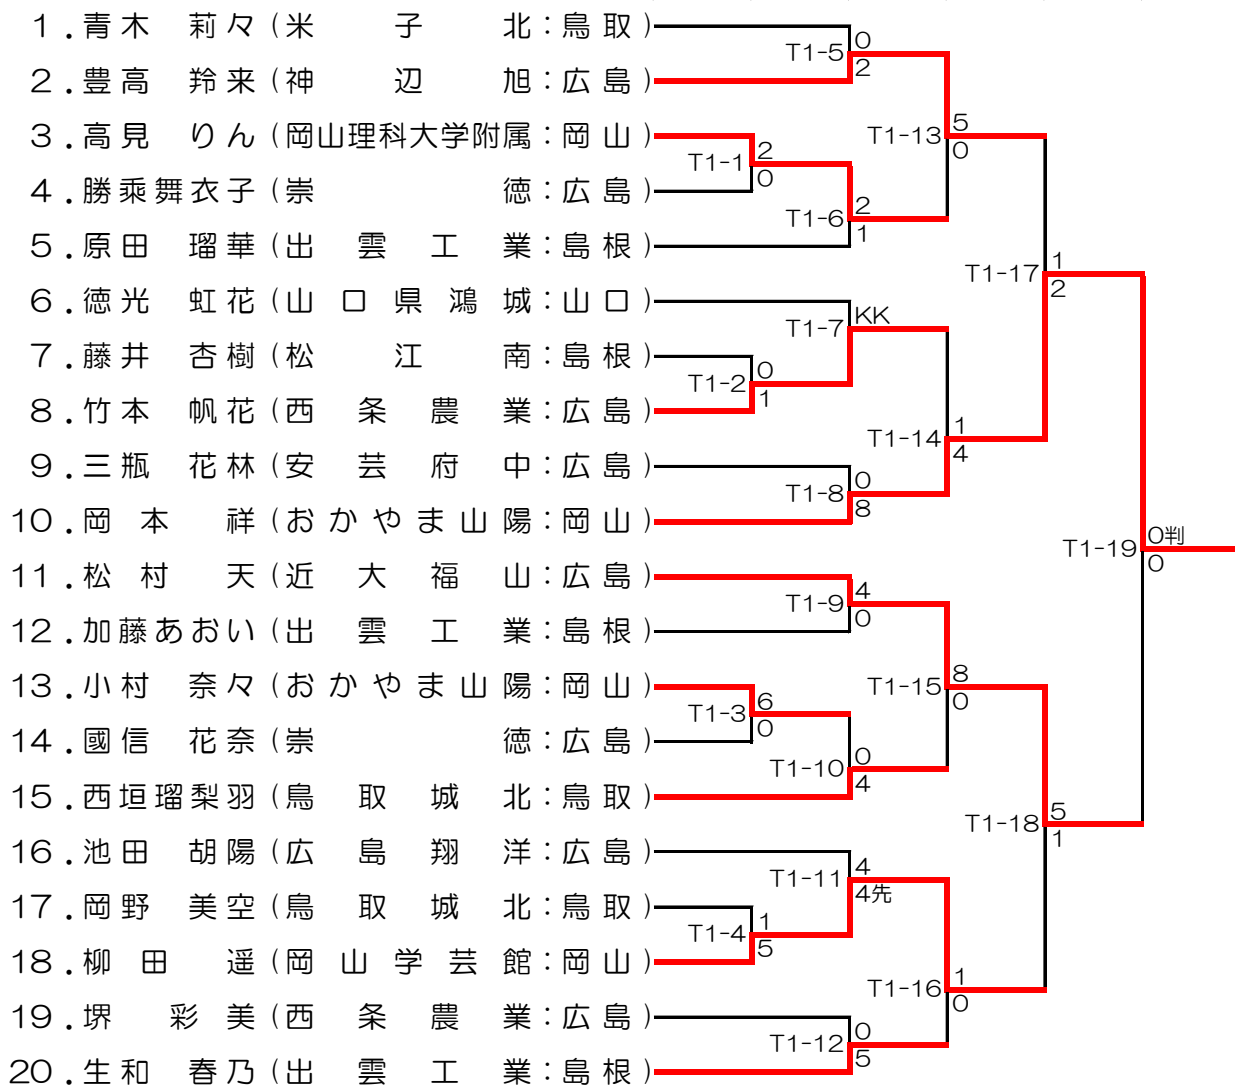 1.青木 莉々(米子北:鳥取)
2.豊高 羚来(神辺旭:広島)
3.高見 りん(岡山理科大学附属:岡山)
4.勝乘舞衣子(崇徳:広島)
5.原田 瑠華(出雲工業:島根)
6.徳光 虹花(山口県鴻城:山口)
7.藤井 杏樹(松江南:島根)
8.竹本 帆花(西条農業:広島)
9.三瓶 花林(安芸府中:広島)
10.岡本 祥(おかやま山陽:岡山)
11.松村 天(近大福山:広島)
12.加藤あおい(出雲工業:島根)
13.小村 奈々(おかやま山陽:岡山)
14.國信 花奈(崇徳:広島)
15.西垣瑠梨羽(鳥取城北:鳥取)
16.池田 胡陽(広島翔洋:広島)
17.岡野 美空(鳥取城北:鳥取)
18.柳田 遥(岡山学芸館:岡山)
19.堺 彩美(西条農業:広島)
20.生和 春乃(出雲工業:島根)
T1-1 2 0
T1-2 0 1
T1-3 6 0
T1-4 1 5
T1-5 0 2
T1-6 2 1
T1-7 KK
T1-8 0 8
T1-9 4 0
T1-10 0 4
T1-11 4 4先
T1-12 0 5
T1-13 5 0
T1-14 1 4
T1-15 8 0
T1-16 1 0
T1-17 1 2
T1-18 5 1
T1-19 0判 0